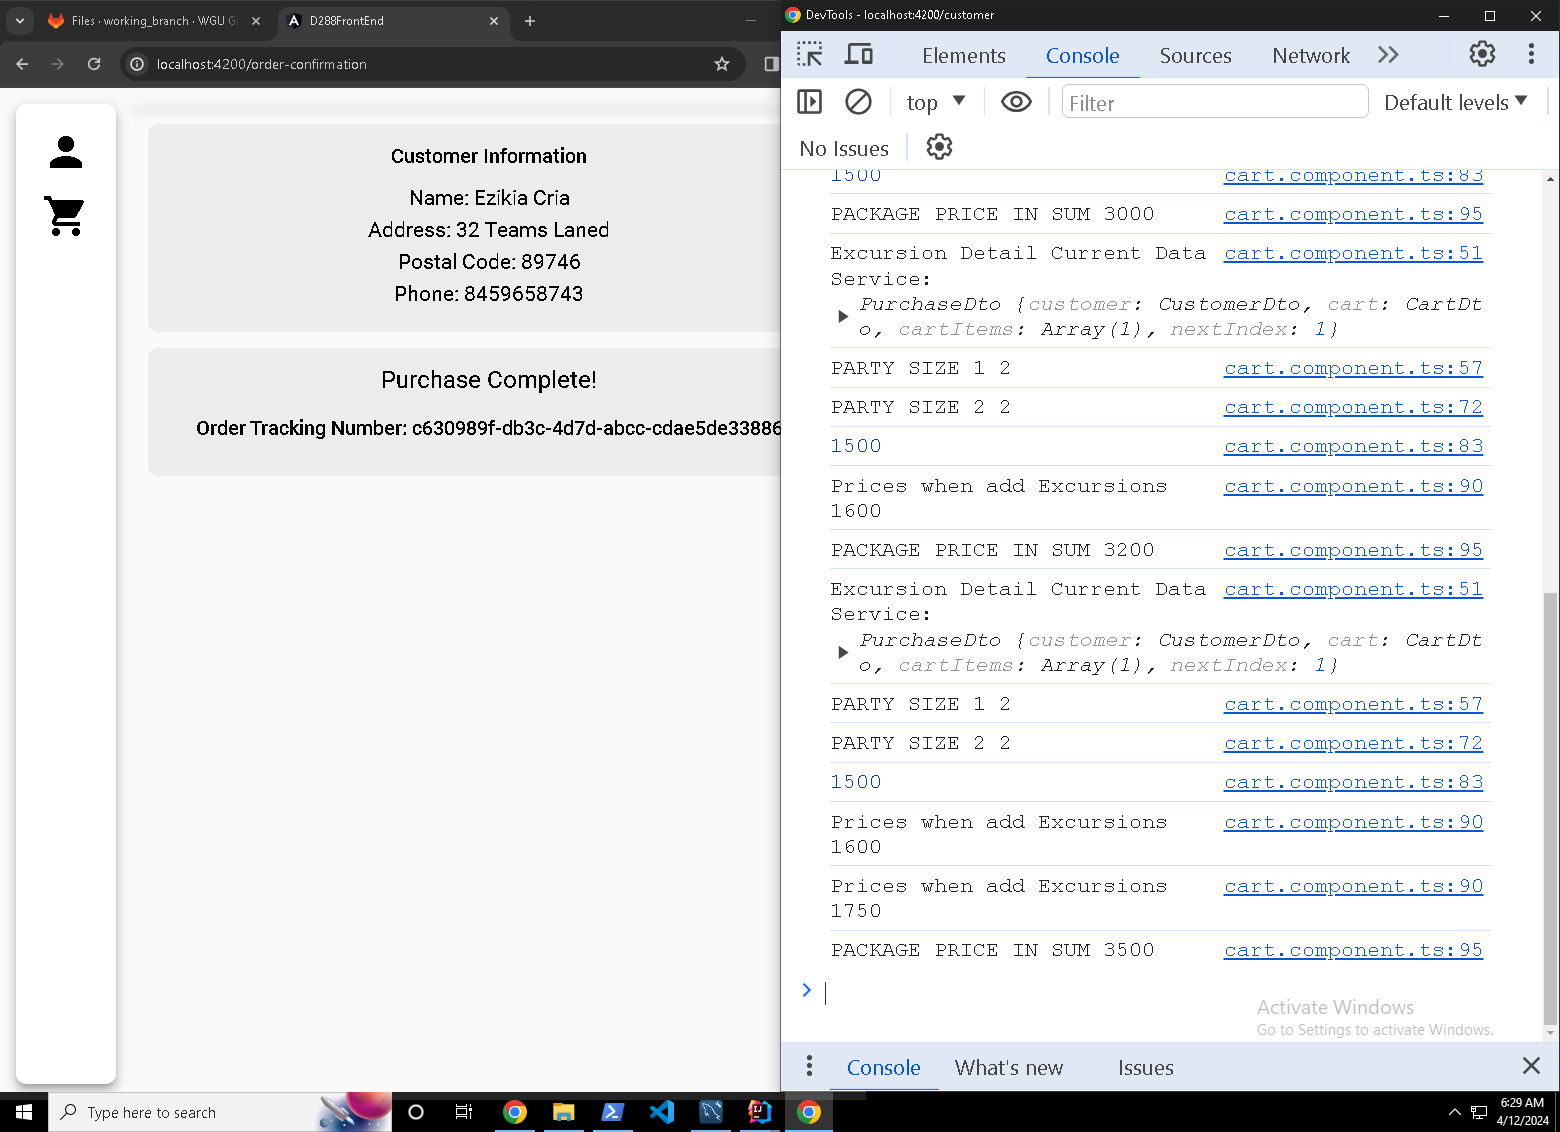 Files · working_branch · WGU Gi
D288FrontEnd
localhost:4200/order-confirmation
Customer Information
Name: Ezikia Cria
Address: 32 Teams Laned
Postal Code: 89746
Phone: 8459658743
Purchase Complete!
Order Tracking Number: c630989f-db3c-4d7d-abcc-cdae5de33886
DevTools - localhost:4200/customer
Elements
Console
Sources
Network
top
Filter
Default levels
No Issues
1500 cart.component.ts:83
PACKAGE PRICE IN SUM 3000 cart.component.ts:95
Excursion Detail Current Data cart.component.ts:51
Service:
PurchaseDto {customer: CustomerDto, cart: CartDt
o, cartItems: Array(1), nextIndex: 1}
PARTY SIZE 1 2 cart.component.ts:57
PARTY SIZE 2 2 cart.component.ts:72
1500 cart.component.ts:83
Prices when add Excursions cart.component.ts:90
1600
PACKAGE PRICE IN SUM 3200 cart.component.ts:95
Excursion Detail Current Data cart.component.ts:51
Service:
PurchaseDto {customer: CustomerDto, cart: CartDt
o, cartItems: Array(1), nextIndex: 1}
PARTY SIZE 1 2 cart.component.ts:57
PARTY SIZE 2 2 cart.component.ts:72
1500 cart.component.ts:83
Prices when add Excursions cart.component.ts:90
1600
Prices when add Excursions cart.component.ts:90
1750
PACKAGE PRICE IN SUM 3500 cart.component.ts:95
Activate Windows
Go to Settings to activate Windows.
Console
What's new
Issues
Type here to search
6:29 AM
4/12/2024